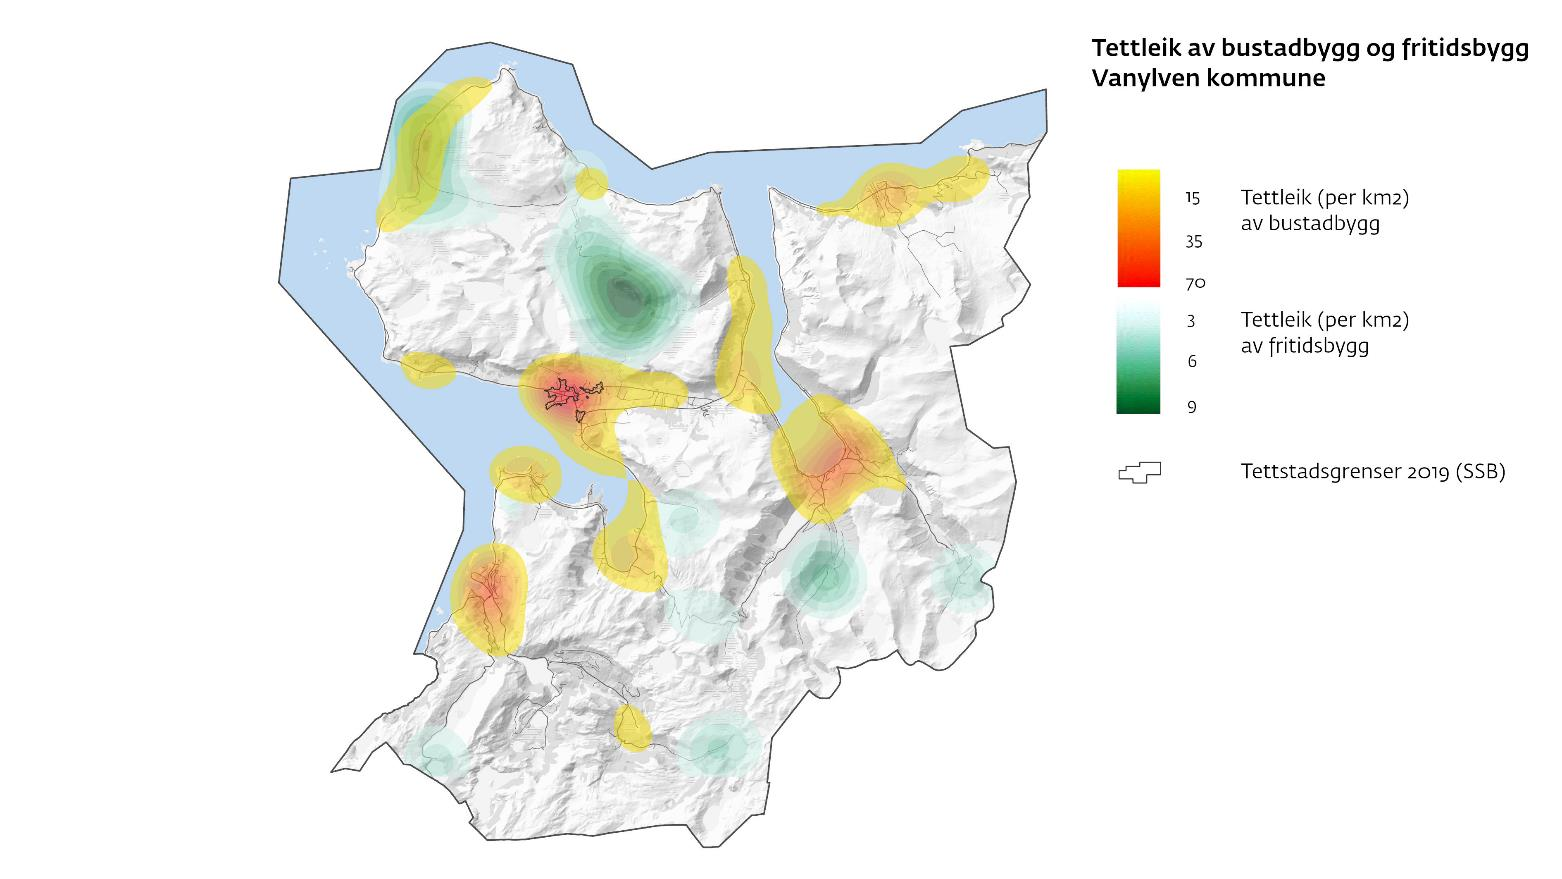 Tettleik av bustadbygg og fritidsbygg
Vanylven kommune
15
35
70
Tettleik (per km2)
av bustadbygg
3
6
9
Tettleik (per km2)
av fritidsbygg
Tettstadsgrenser 2019 (SSB)